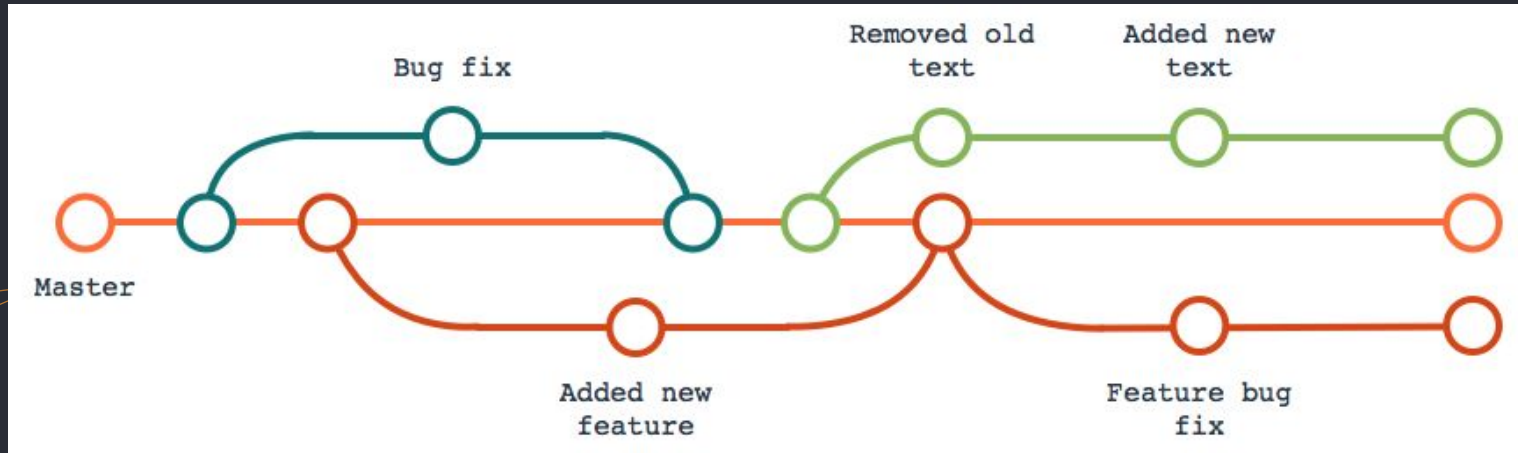 Removed old
text
Added new
text
Bug fix
Master
Added new
feature
Feature bug
fix